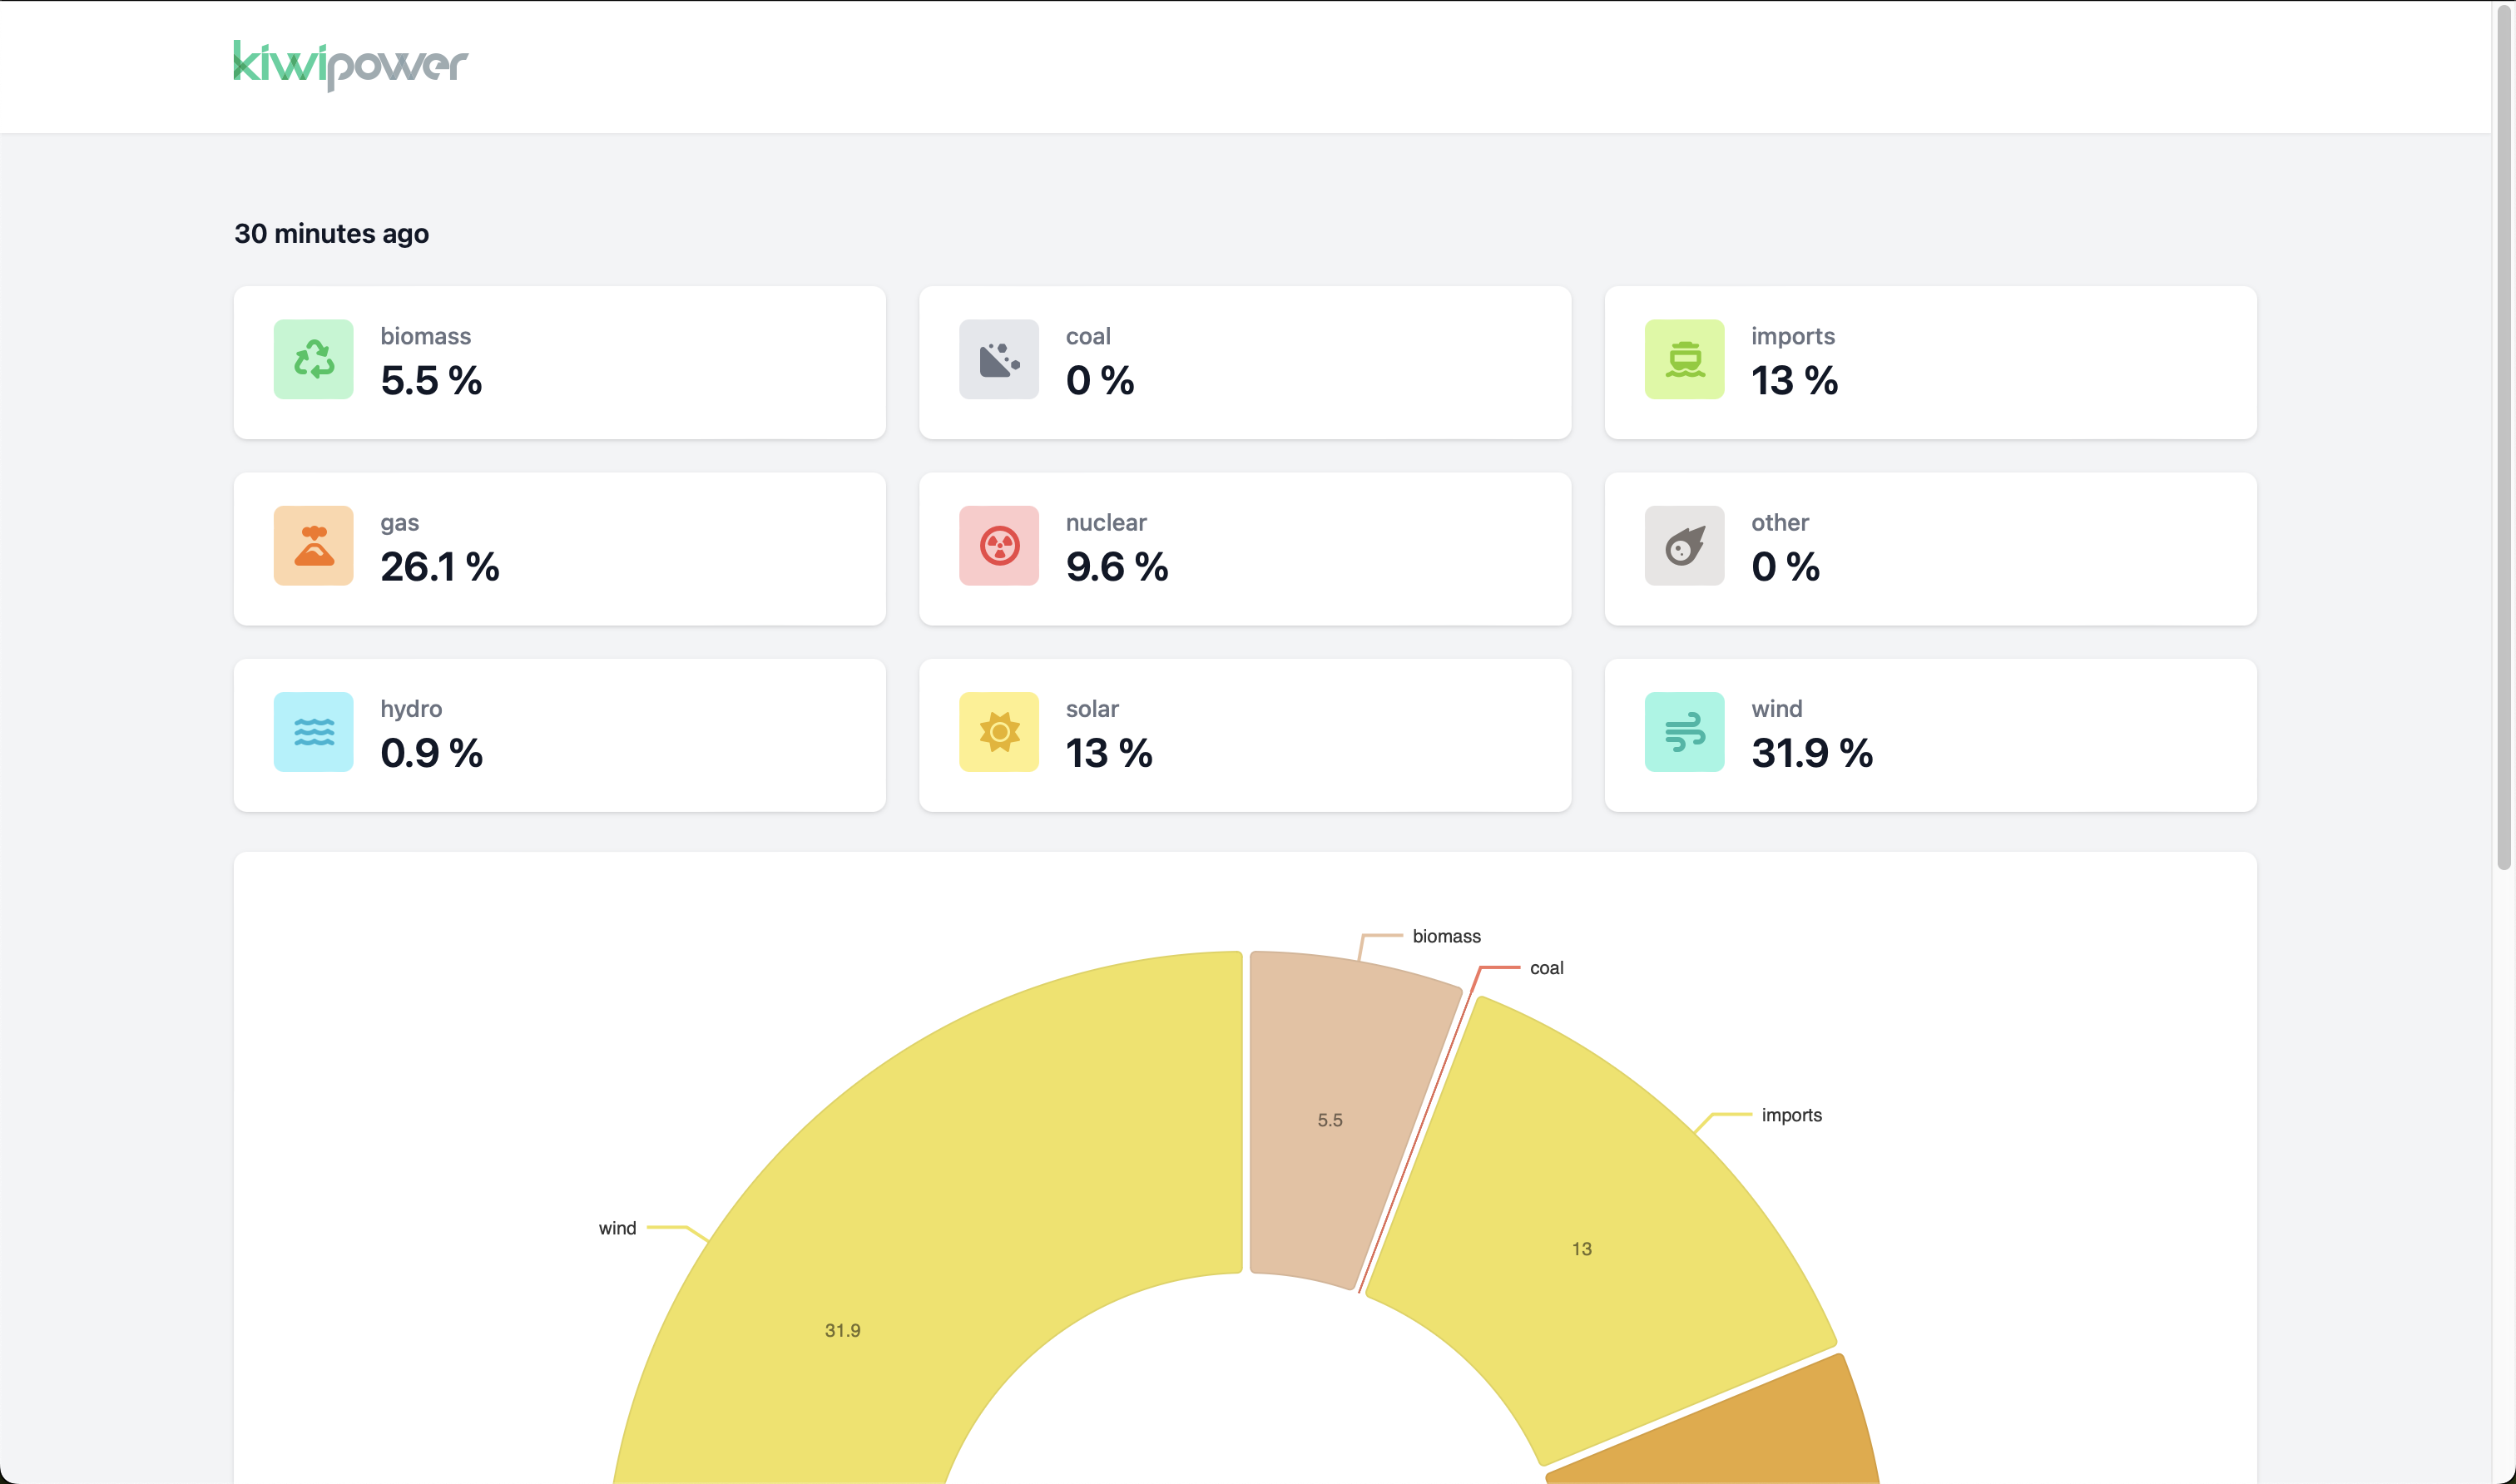 kiwipower
30 minutes ago
biomass
5.5 %
coal
0 %
imports
13 %
gas
26.1 %
nuclear
9.6 %
other
0 %
hydro
0.9 %
solar
13 %
wind
31.9 %
biomass
coal
imports
5.5
13
wind
31.9